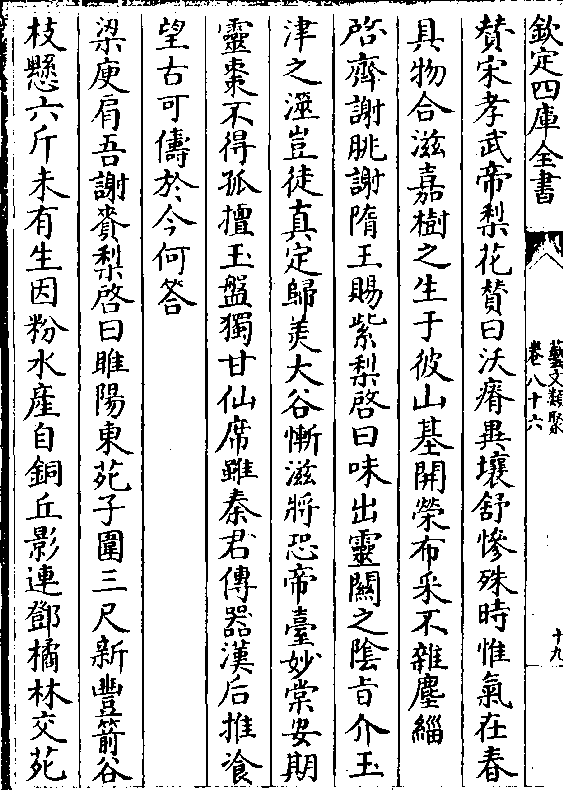 欽定四庫全書
藝文類聚
卷八十六
十九
贊宋孝武帝梨花贊曰沃瘠異壤舒慘殊時惟氣在春
具物合滋嘉樹之生于彼山基開榮布采不雜塵緇
啓齊謝朓謝隋王賜紫梨啓曰味出靈關之陰旨介玉
津之澨豈徒真定歸美大谷慚滋將恐帝臺妙棠安期
靈棗不得孤擅玉盤獨甘仙席雖秦君傳器漢后推飡
望古可儔於今何答
梁庾肩吾謝賚梨啓曰睢陽東苑子圍三尺新豐箭谷
枝懸六斤未有生因粉水產自銅丘影連鄧橘林交苑